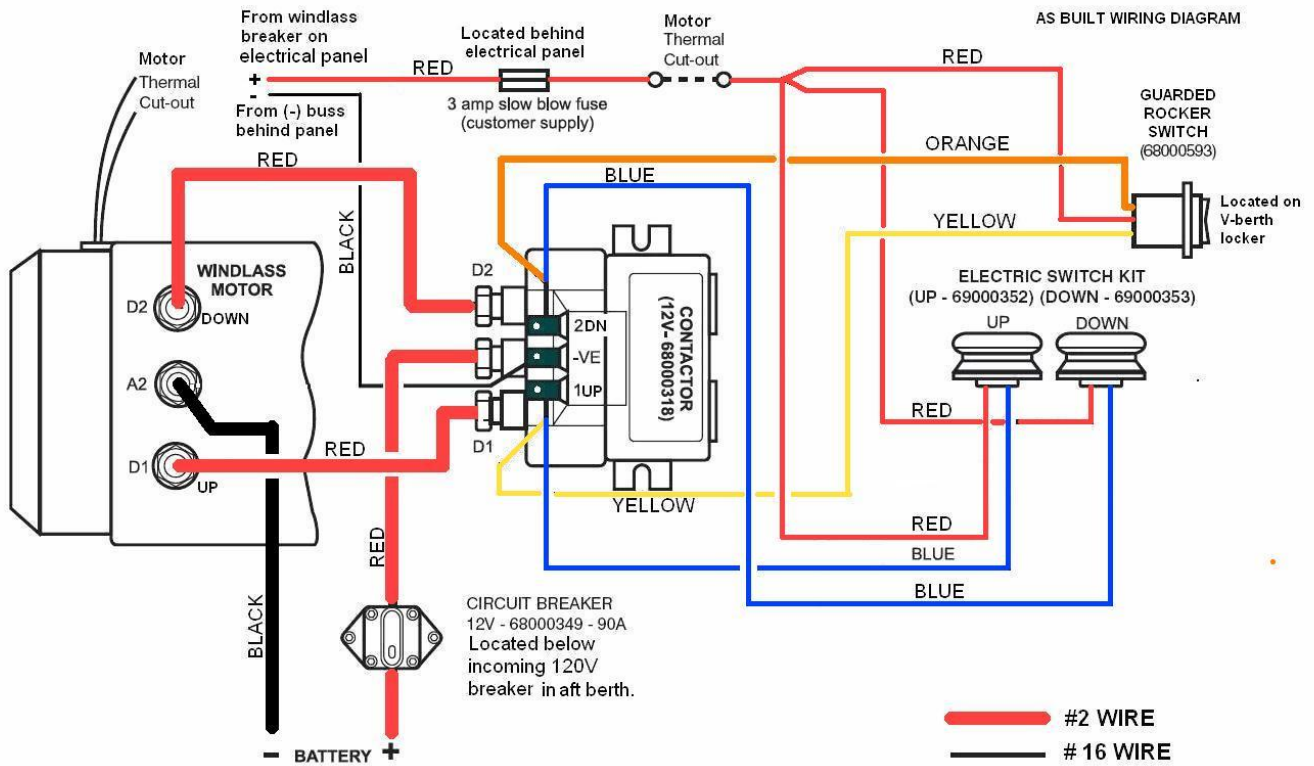 AS BUILT WIRING DIAGRAM
From windlass
breaker on
electrical panel
+
-
From (-) buss
behind panel
Motor
Thermal
Cut-out
RED
Located behind
electrical panel
3 amp slow blow fuse
(customer supply)
Motor
Thermal
Cut-out
RED
GUARDED
ROCKER
SWITCH
(68000593)
ORANGE
YELLOW
Located on
V-berth
locker
RED
BLUE
BLACK
WINDLASS
MOTOR
D2
DOWN
A2
D1
UP
RED
D2
2DN
-VE
1UP
D1
CONTACTOR
(12V- 68000318)
ELECTRIC SWITCH KIT
(UP - 69000352) (DOWN - 69000353)
UP
DOWN
RED
YELLOW
RED
BLUE
BLUE
RED
BLACK
CIRCUIT BREAKER
12V - 68000349 - 90A
Located below
incoming 120V
breaker in aft berth.
- BATTERY +
#2 WIRE
# 16 WIRE